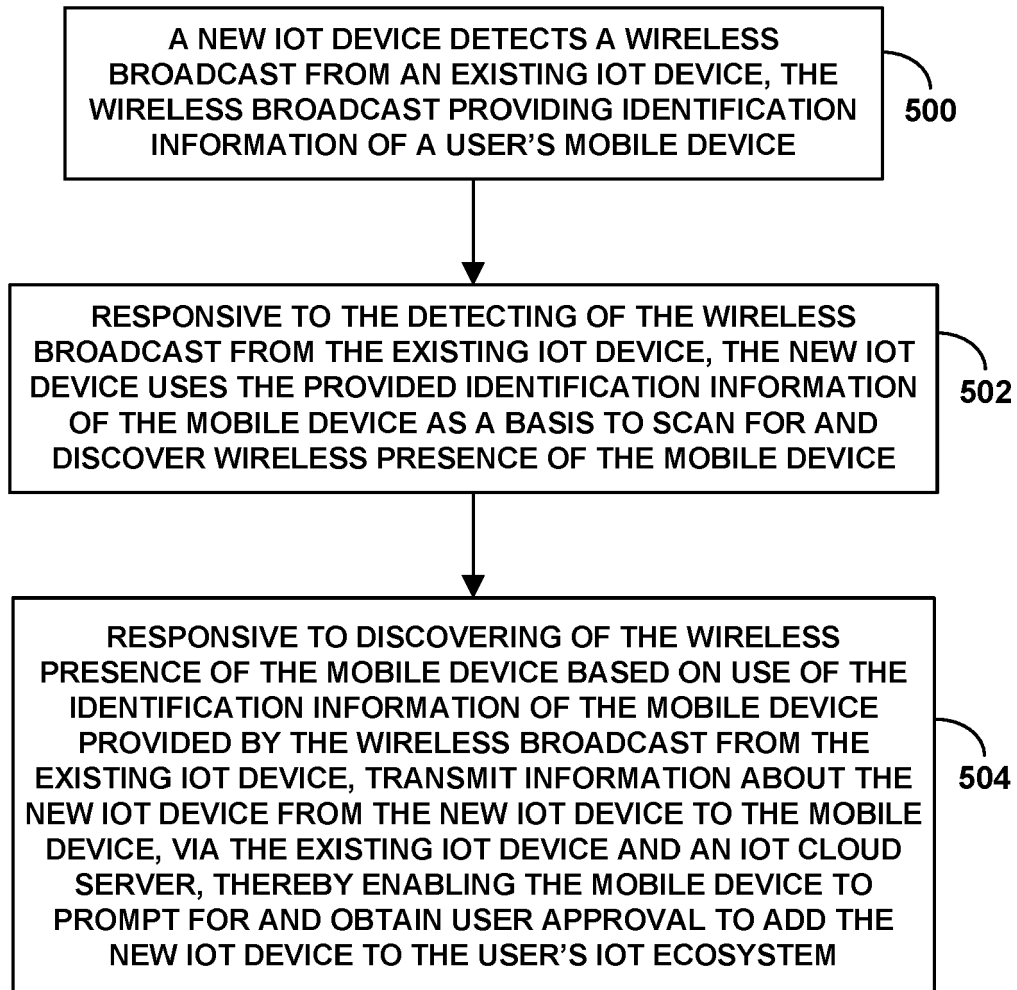 A NEW IOT DEVICE DETECTS A WIRELESS
BROADCAST FROM AN EXISTING IOT DEVICE, THE
WIRELESS BROADCAST PROVIDING IDENTIFICATION
INFORMATION OF A USER'S MOBILE DEVICE
500
RESPONSIVE TO THE DETECTING OF THE WIRELESS
BROADCAST FROM THE EXISTING IOT DEVICE, THE NEW IOT
DEVICE USES THE PROVIDED IDENTIFICATION INFORMATION
OF THE MOBILE DEVICE AS A BASIS TO SCAN FOR AND
DISCOVER WIRELESS PRESENCE OF THE MOBILE DEVICE
502
RESPONSIVE TO DISCOVERING OF THE WIRELESS
PRESENCE OF THE MOBILE DEVICE BASED ON USE OF THE
IDENTIFICATION INFORMATION OF THE MOBILE DEVICE
PROVIDED BY THE WIRELESS BROADCAST FROM THE
EXISTING IOT DEVICE, TRANSMIT INFORMATION ABOUT THE
NEW IOT DEVICE FROM THE NEW IOT DEVICE TO THE MOBILE
DEVICE, VIA THE EXISTING IOT DEVICE AND AN IOT CLOUD
SERVER, THEREBY ENABLING THE MOBILE DEVICE TO
PROMPT FOR AND OBTAIN USER APPROVAL TO ADD THE
NEW IOT DEVICE TO THE USER'S IOT ECOSYSTEM
504